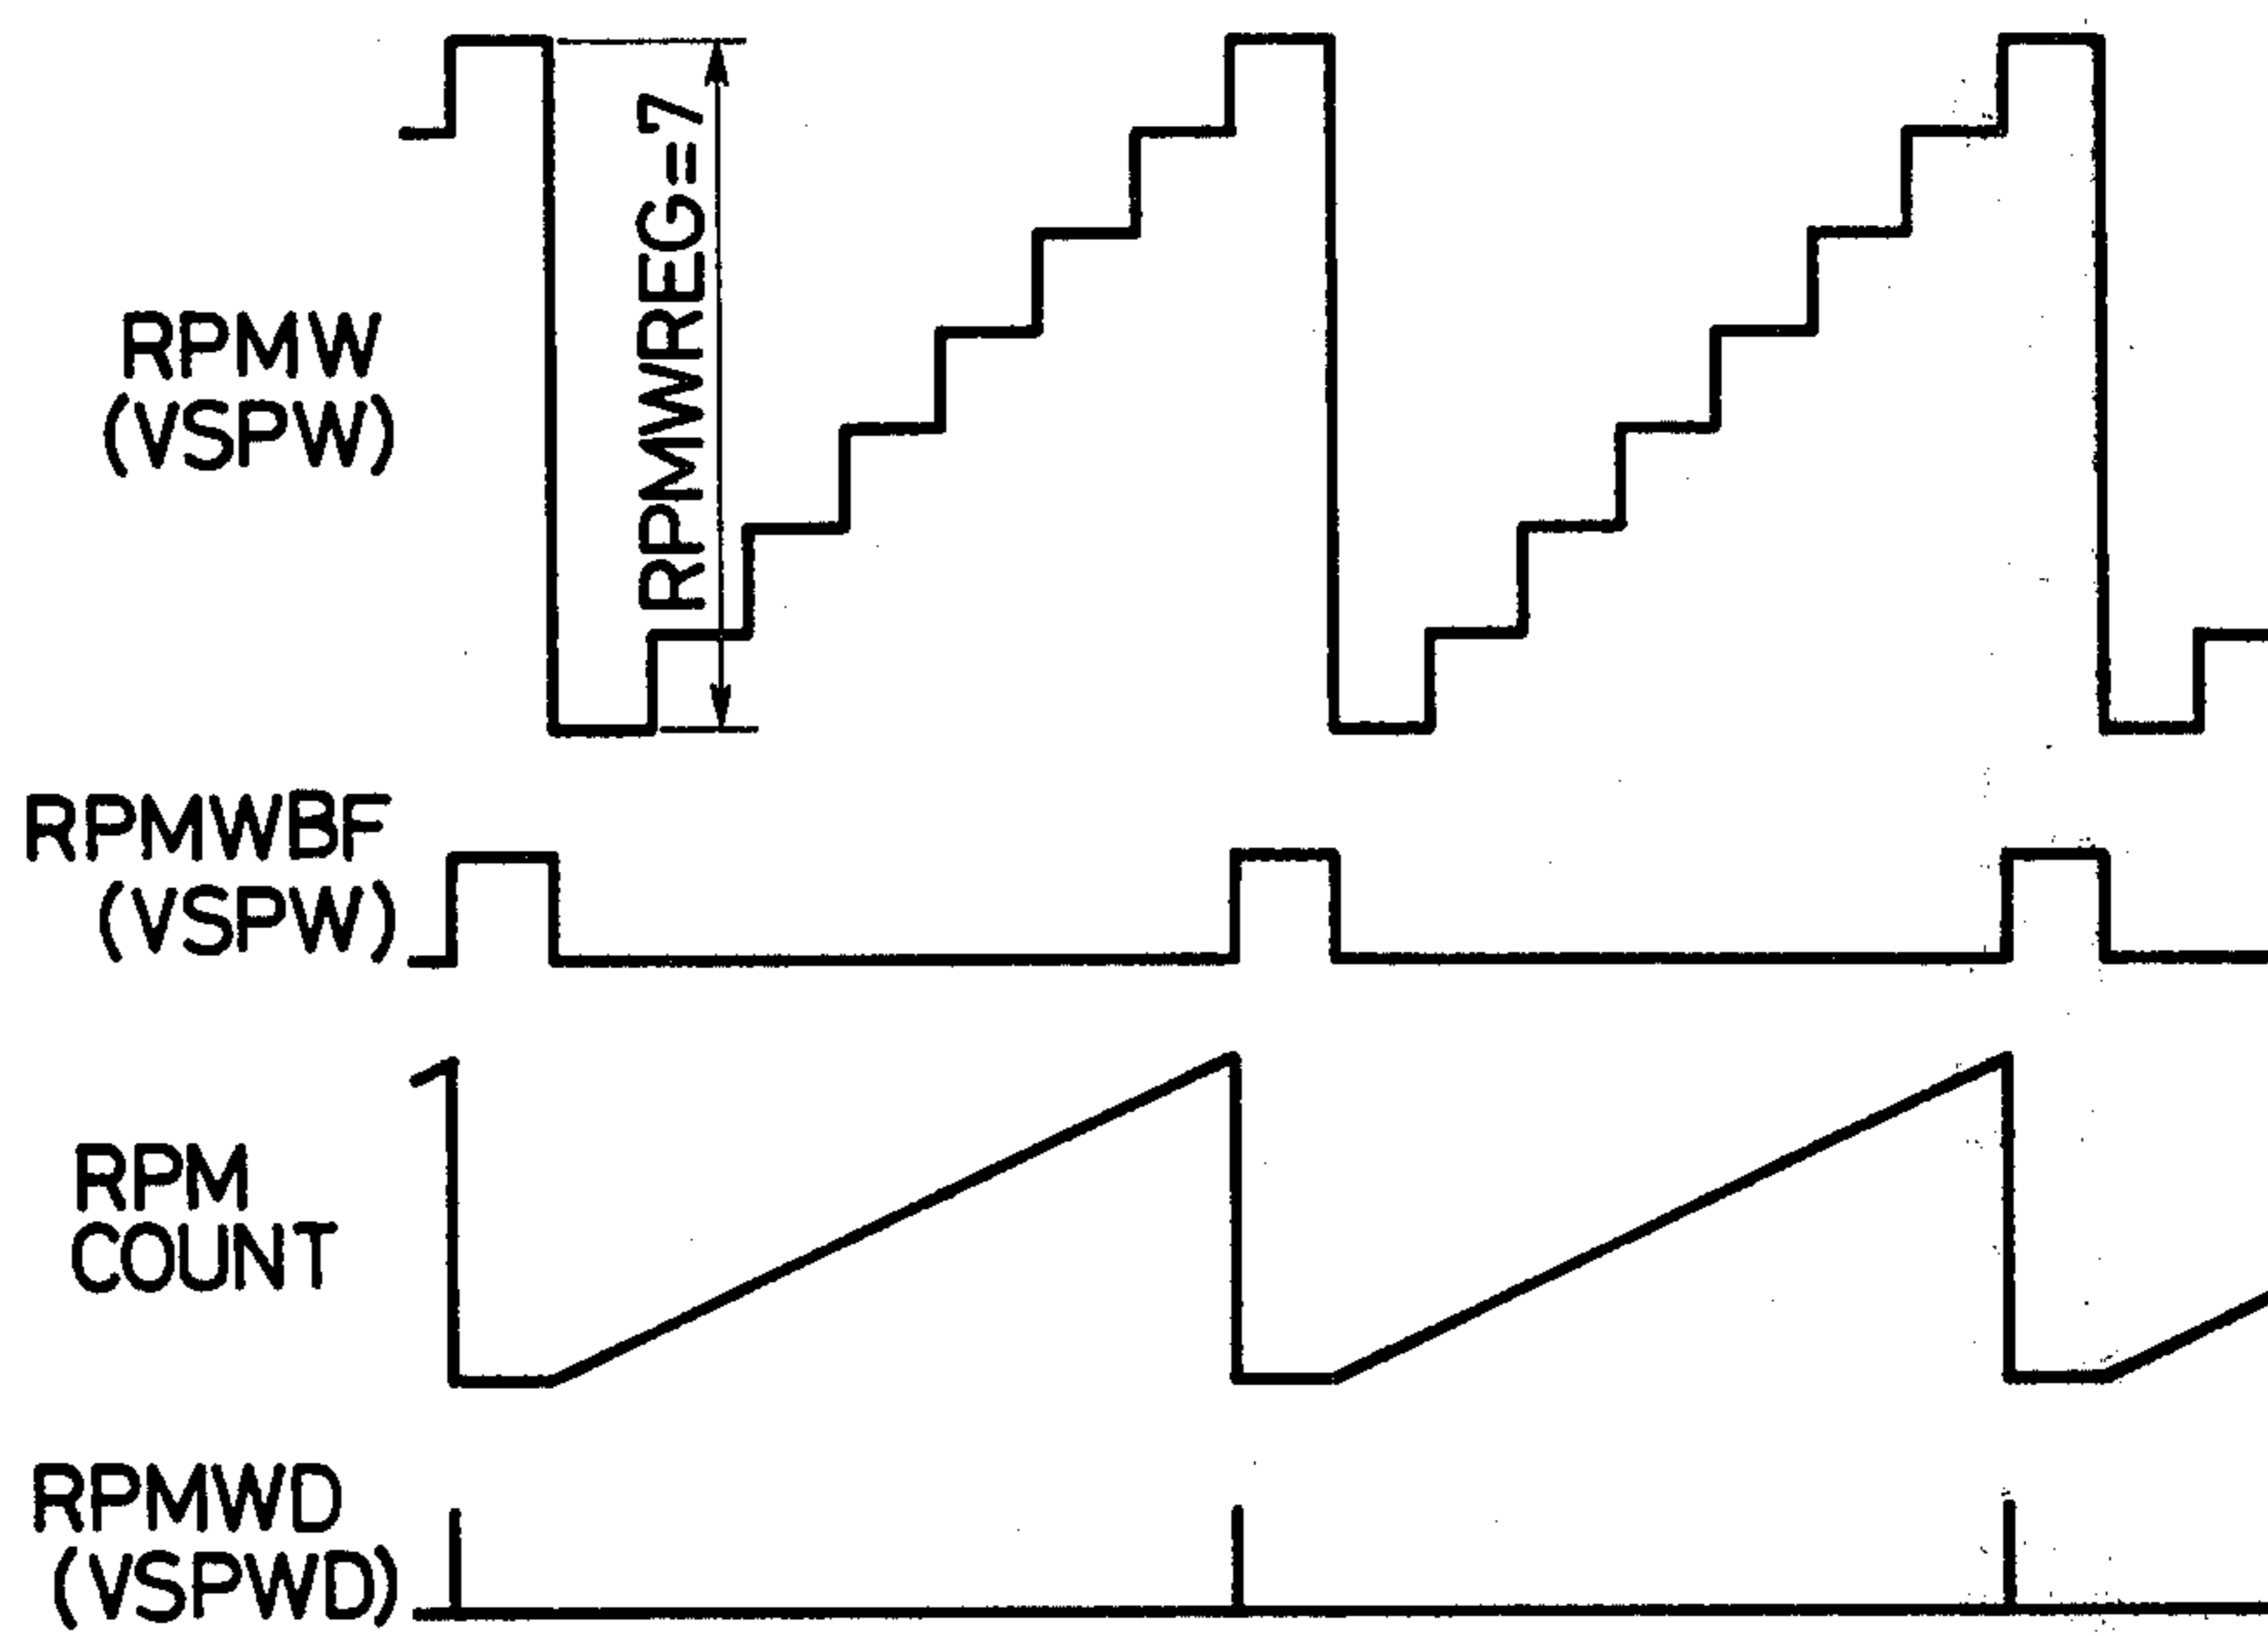 RPMWREG=7
RPMW
(VSPW)
RPMWBF
(VSPW)
RPM
COUNT
RPMWD
(VSPWD)